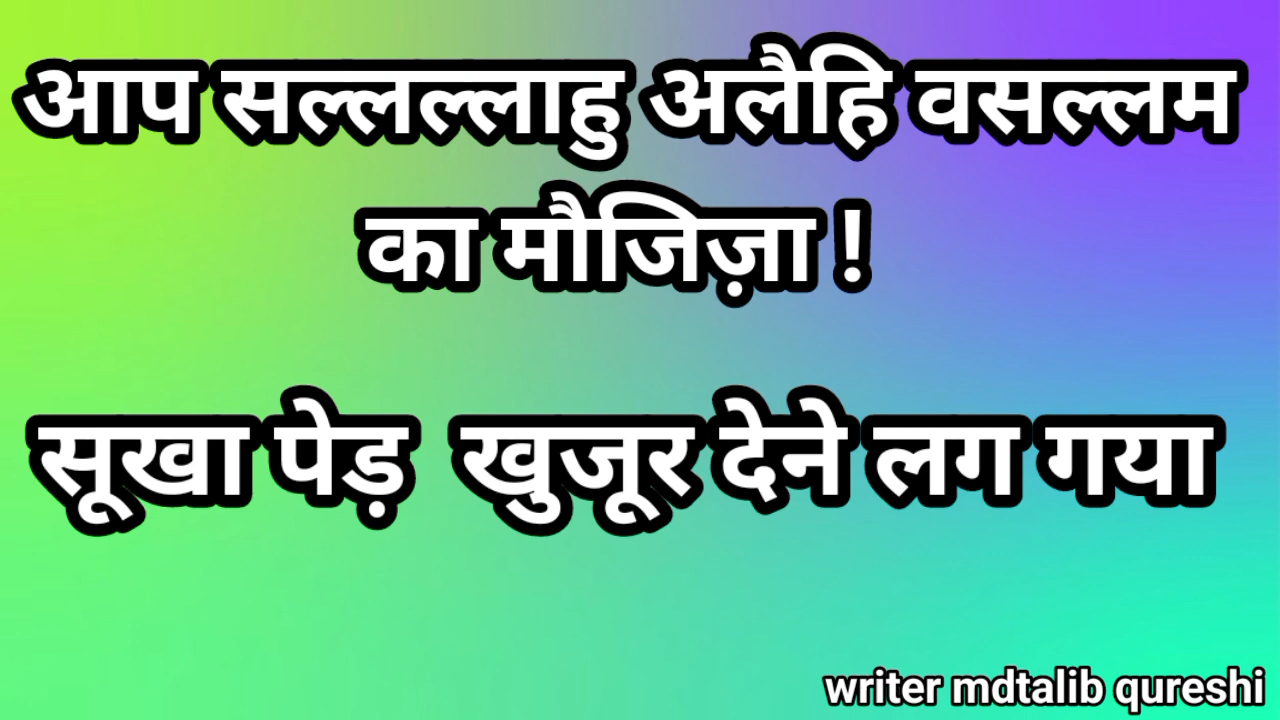 आप सल्लल्लाहु अलैहि वसल्लम
का मौजिज़ा !
सूखा पेड़ खुजूर देने लग गया
writer mdtalib qureshi